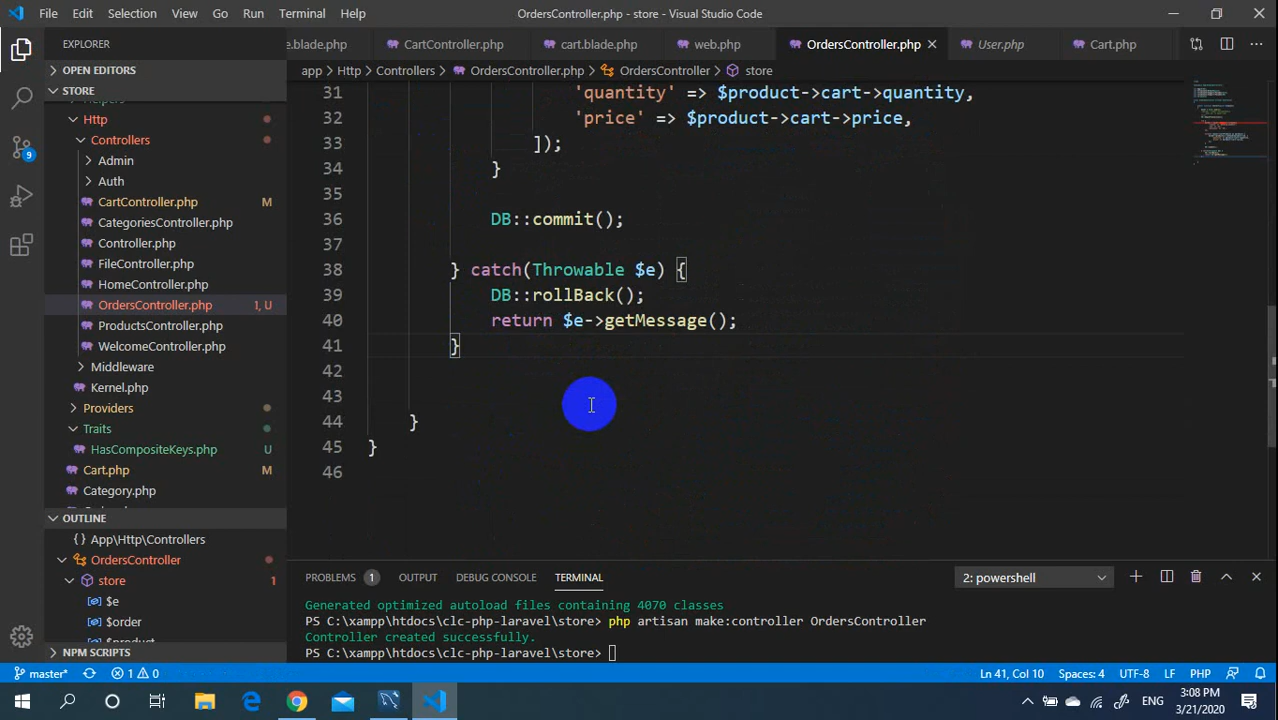 File Edit Selection View Go Run Terminal Help
OrdersController.php - store - Visual Studio Code
EXPLORER
e.blade.php CartController.php cart.blade.php web.php OrdersController.php User.php Cart.php
OPEN EDITORS
app > Http > Controllers > OrdersController.php > OrdersController > store
STORE
Http
Controllers
Admin
Auth
CartController.php M
CategoriesController.php
Controller.php
FileController.php
HomeController.php
OrdersController.php 1, U
ProductsController.php
WelcomeController.php
Middleware
Kernel.php
Providers
Traits
HasCompositeKeys.php U
Cart.php M
Category.php
9
31 'quantity' => $product->cart->quantity,
32 'price' => $product->cart->price,
33 ]);
34 }
35
36 DB::commit();
37
38 } catch(Throwable $e) {
39 DB::rollBack();
40 return $e->getMessage();
41 }
42
43
44 }
45 }
46
OUTLINE
App\Http\Controllers
OrdersController
store 1
$e
$order
NPM SCRIPTS
PROBLEMS 1 OUTPUT DEBUG CONSOLE TERMINAL 2: powershell
Generated optimized autoload files containing 4070 classes
PS C:\xampp\htdocs\clc-php-laravel\store> php artisan make:controller OrdersController
Controller created successfully.
PS C:\xampp\htdocs\clc-php-laravel\store>
master* 1 0 Ln 41, Col 10 Spaces: 4 UTF-8 LF PHP
ENG
3:08 PM
3/21/2020